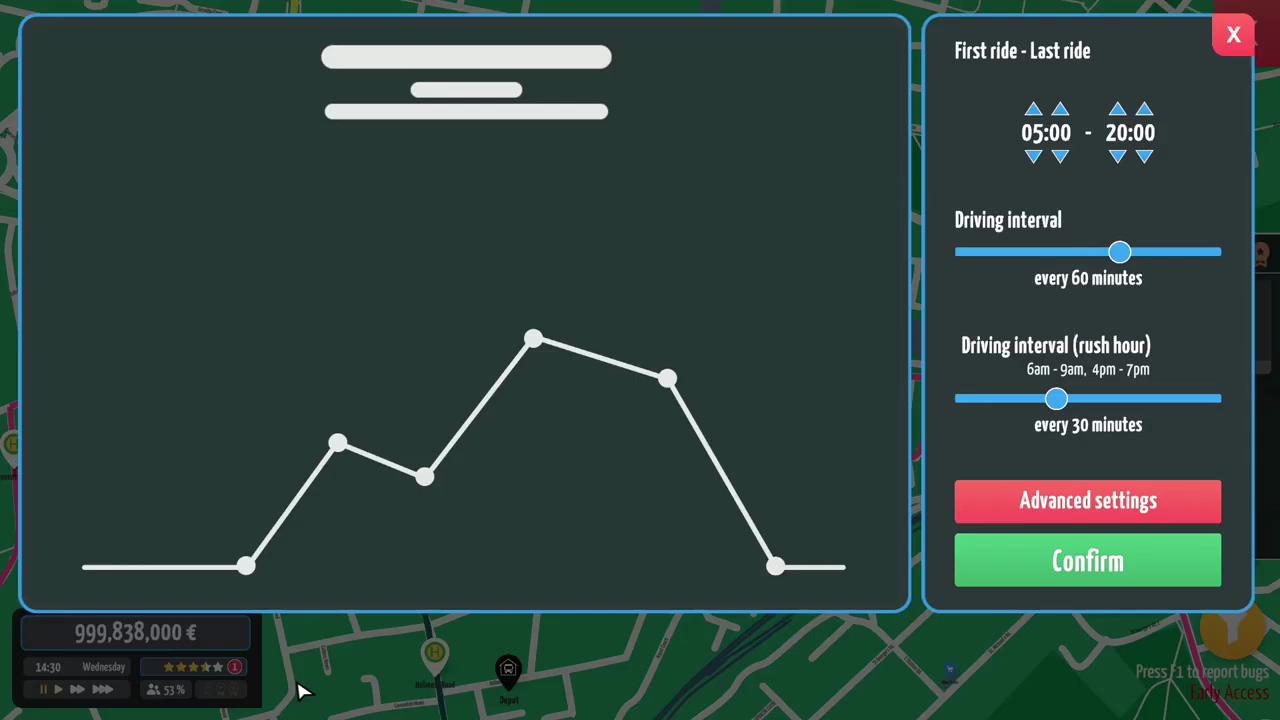 X
First ride - Last ride
05:00 - 20:00
Driving interval
every 60 minutes
Driving interval (rush hour)
6am - 9am, 4pm - 7pm
every 30 minutes
Advanced settings
Confirm
999,838,000 €
14:30 Wednesday
1
53 %
H
H
Depot
Press F1 to report bugs
Early Access